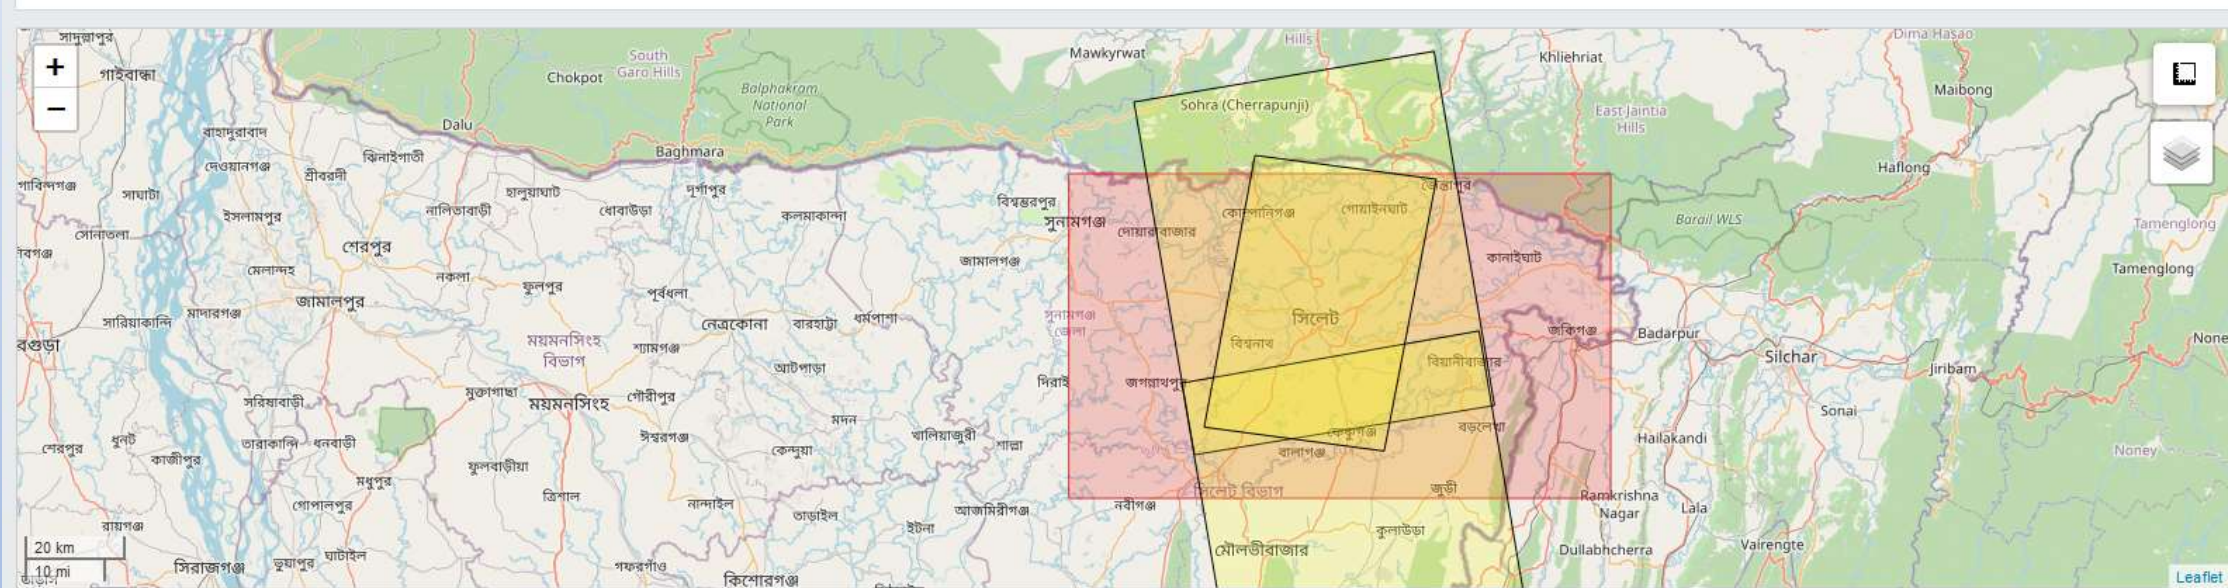 সাদুল্লাপুর
Hills
Dima Hasao
+
South
Garo Hills
Mawkyrwat
Khliehriat
গাইবান্ধা
Chokpot
Balphakram
National
Park
Maibong
−
Sohra (Cherrapunji)
East Jaintia
Hills
Dalu
বাহাদুরাবাদ
Baghmara
ঝিনাইগাতী
দেওয়ানগঞ্জ
Haflong
শ্রীবরদী
গাবিন্দগঞ্জ
সাঘাটা
হালুয়াঘাট
দুর্গাপুর
জৈন্তাপুর
বিশ্বম্ভরপুর
ইসলামপুর
নালিতাবাড়ী
ধোবাউড়া
কলমাকান্দা
সুনামগঞ্জ
কোম্পানিগঞ্জ
গোয়াইনঘাট
Barail WLS
Tamenglong
সোনাতলা
দোয়ারাবাজার
শেরপুর
জামালগঞ্জ
কানাইঘাট
Tamenglong
মেলান্দহ
নকলা
ফুলপুর
পূর্বধলা
জামালপুর
মাদারগঞ্জ
সারিয়াকান্দি
নেত্রকোনা
বারহাট্টা
ধর্মপাশা
সুনামগঞ্জ
জেলা
সিলেট
জকিগঞ্জ
Badarpur
None
বগুড়া
ময়মনসিংহ
বিভাগ
শ্যামগঞ্জ
বিশ্বনাথ
বিয়ানীবাজার
Silchar
আটপাড়া
Jiribam
দিরাই
জগন্নাথপুর
মুক্তাগাছা
ময়মনসিংহ
গৌরীপুর
সরিষাবাড়ী
মদন
Sonai
শেরপুর
ধুনট
তারাকান্দি
ধনবাড়ী
ঈশ্বরগঞ্জ
খালিয়াজুরী
শাল্লা
ফেঞ্চুগঞ্জ
বড়লেখা
Hailakandi
কাজীপুর
ফুলবাড়ীয়া
কেন্দুয়া
বালাগঞ্জ
Noney
মধুপুর
গোপালপুর
ত্রিশাল
নান্দাইল
তাড়াইল
আজমিরীগঞ্জ
নবীগঞ্জ
সিলেট বিভাগ
জুড়ী
Ramkrishna
Nagar
Lala
রায়গঞ্জ
ইটনা
কুলাউড়া
20 km
10 mi
সিরাজগঞ্জ
ভুয়াপুর
ঘাটাইল
গফরগাঁও
কিশোরগঞ্জ
মৌলভীবাজার
Dullabhcherra
Vairengte
Leaflet